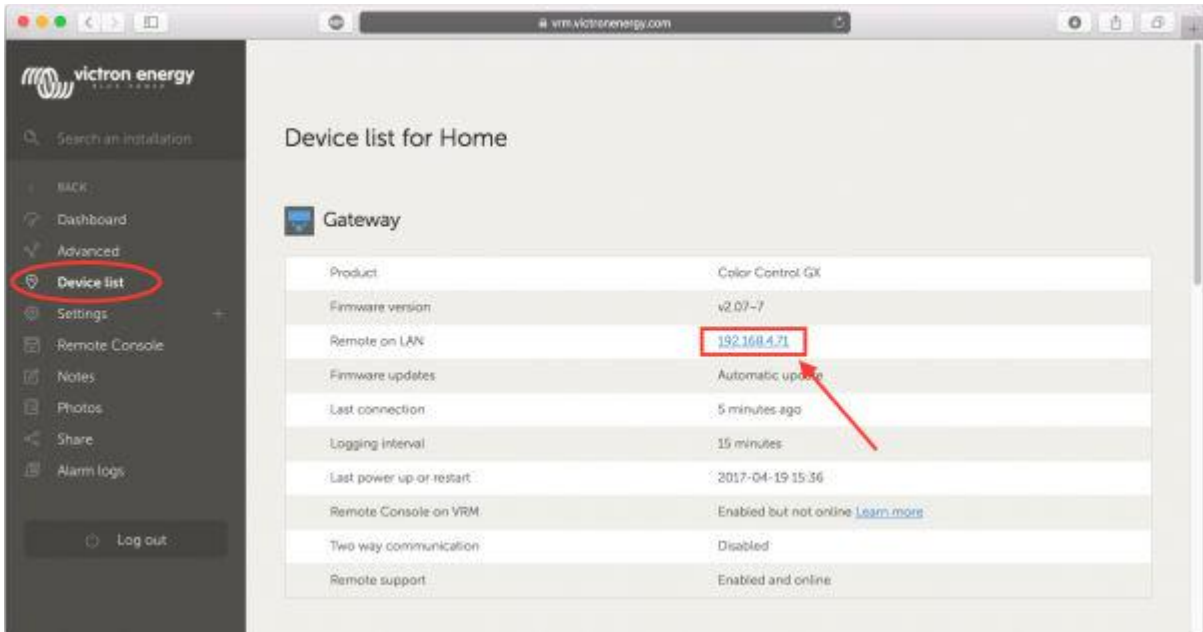 vrm.victronenergy.com
victron energy
BLUE POWER
Search an installation
BACK
Dashboard
Advanced
Device list
Settings
Remote Console
Notes
Photos
Share
Alarm logs
Log out
Device list for Home
Gateway
Product Color Control GX
Firmware version v2.07-7
Remote on LAN 192.168.4.71
Firmware updates Automatic update
Last connection 5 minutes ago
Logging interval 15 minutes
Last power up or restart 2017-04-19 15:36
Remote Console on VRM Enabled but not online Learn more
Two way communication Disabled
Remote support Enabled and online